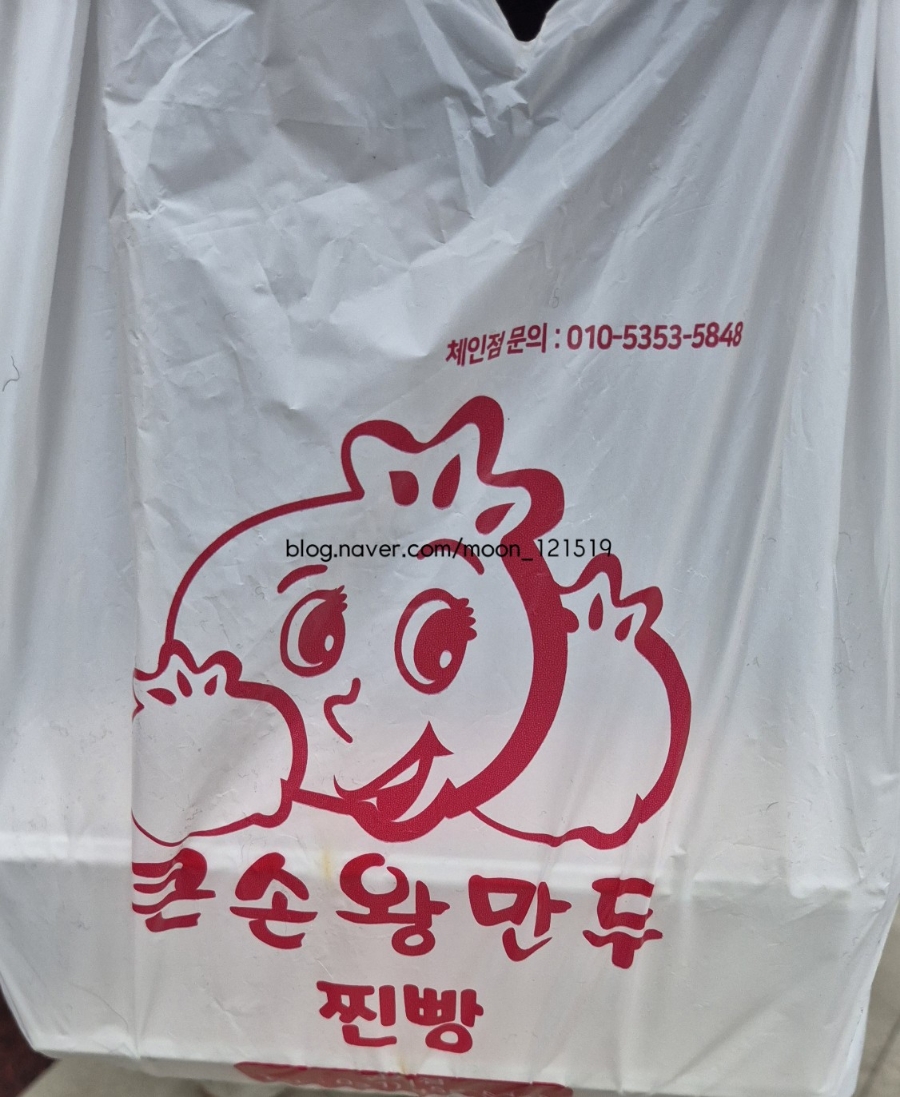 체인점 문의 : 010-5353-5848
blog.naver.com/moon_121519
큰손왕만두
찐빵